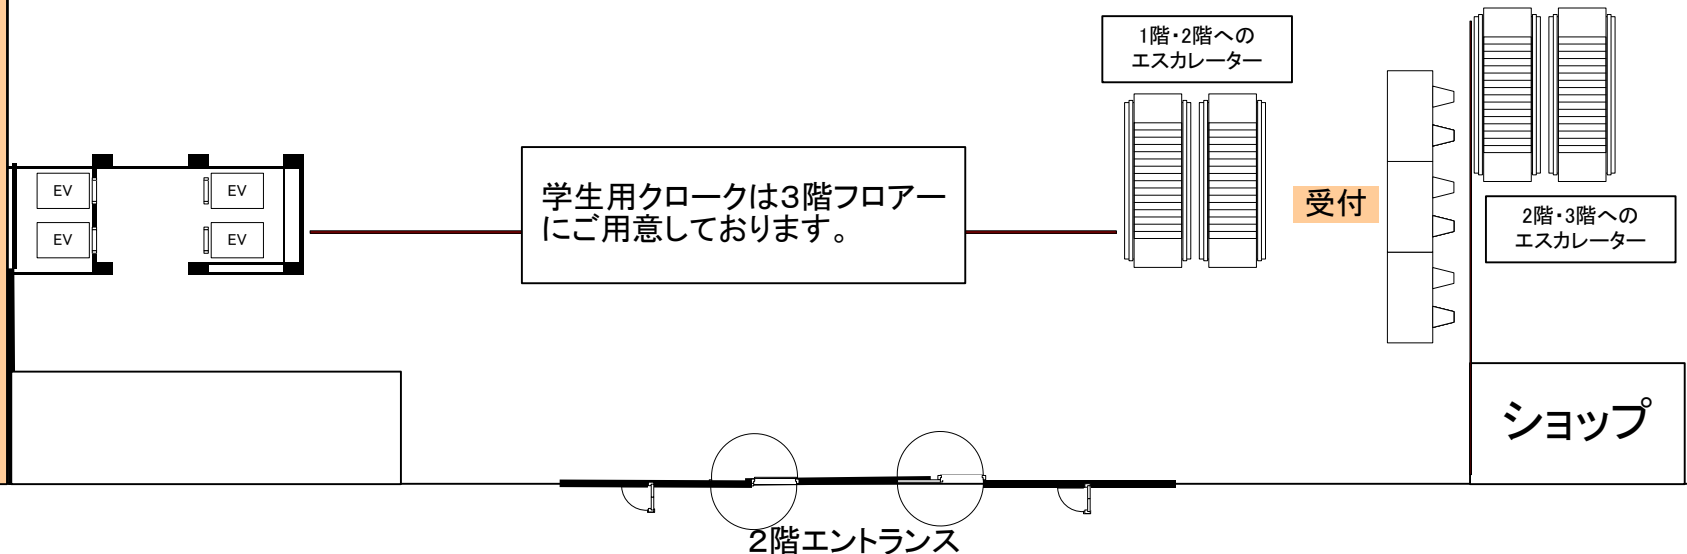 1階・2階への
エスカレーター
EV
EV
EV
EV
学生用クロークは３階フロアー
にご用意しております。
受付
2階・3階への
エスカレーター
ショップ
２階エントランス